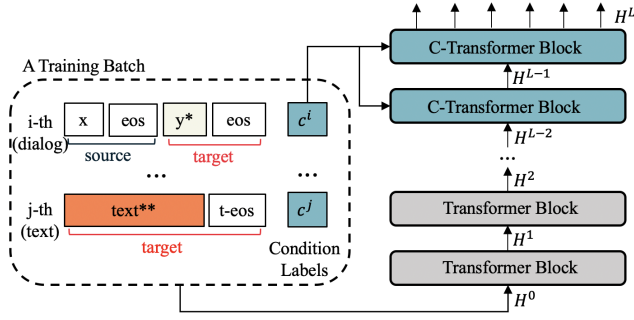 A Training Batch
i-th
(dialog)
x eos y* eos c^i
source target
... ...
j-th
(text)
text** t-eos c^j
target
Condition
Labels
H^L
C-Transformer Block
H^{L-1}
C-Transformer Block
H^{L-2}
...
H^2
Transformer Block
H^1
Transformer Block
H^0